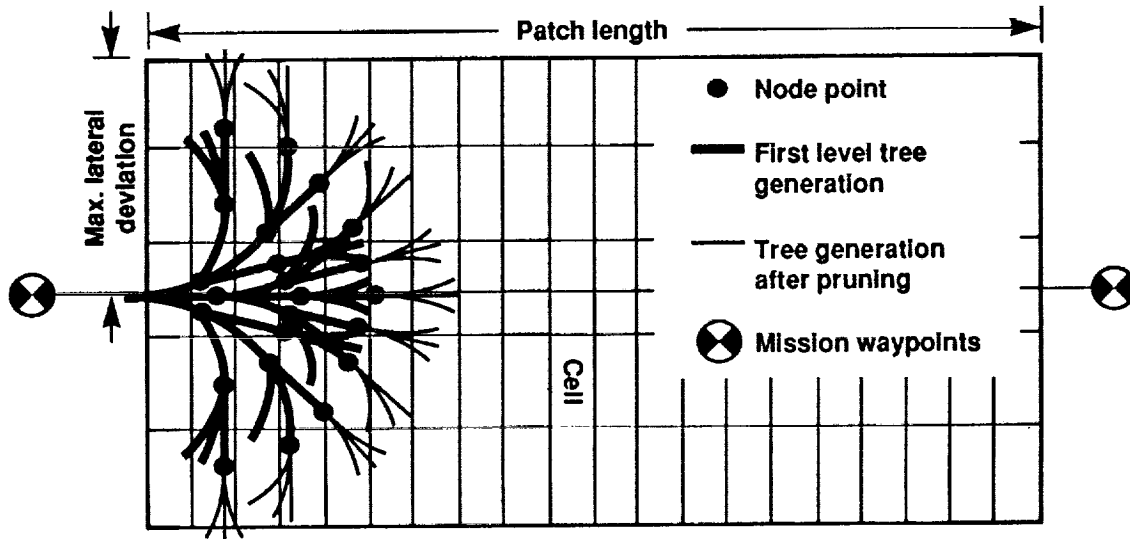 Patch length
Max. lateral
deviation
Node point
First level tree
generation
Tree generation
after pruning
Mission waypoints
Cell